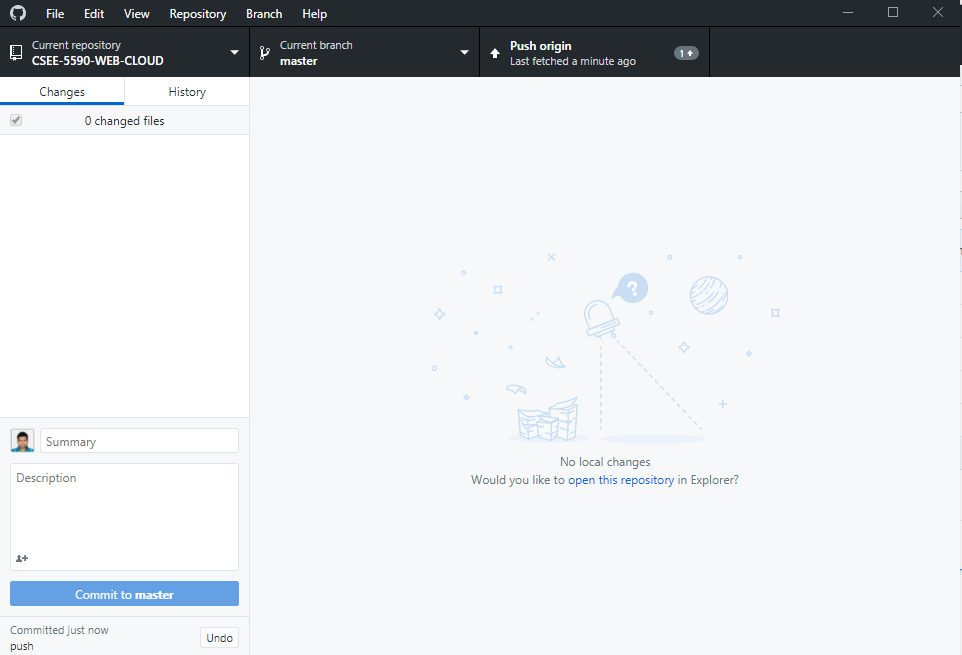 File Edit View Repository Branch Help
Current repository
CSEE-5590-WEB-CLOUD
Current branch
master
Push origin
Last fetched a minute ago
1
Changes
History
0 changed files
?
No local changes
Would you like to open this repository in Explorer?
Summary
Description
Commit to master
Committed just now
push
Undo